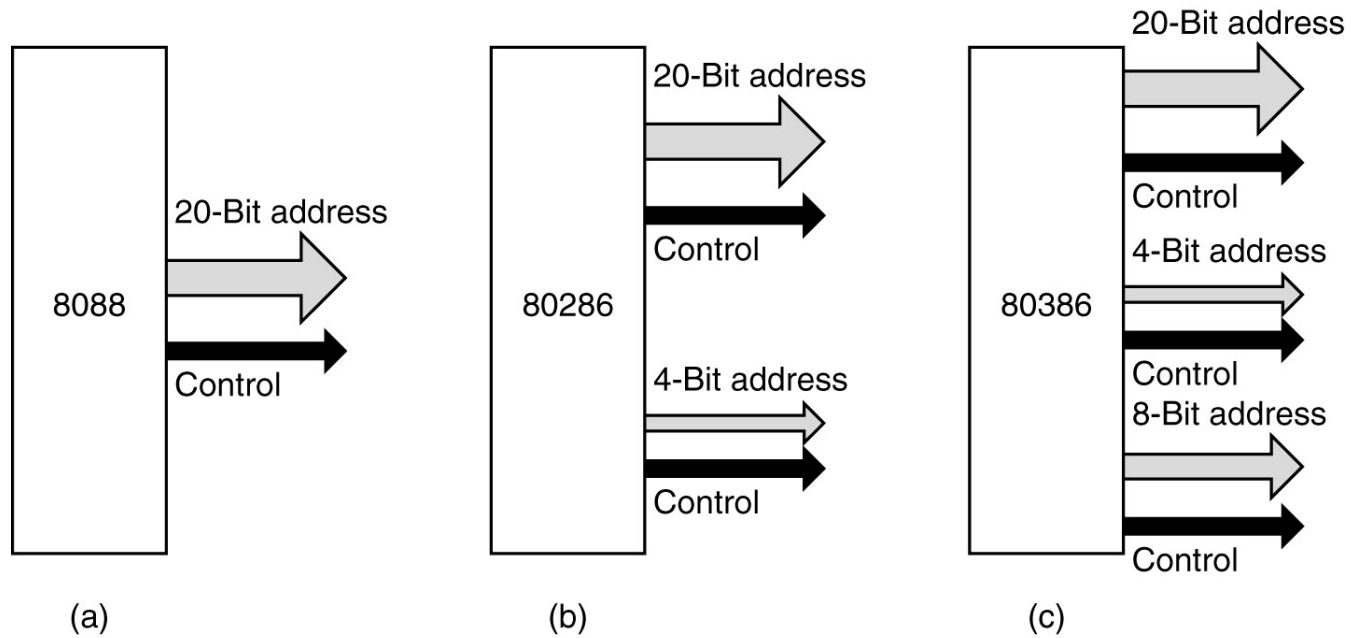 20-Bit address
8088
Control
(a)
20-Bit address
Control
80286
4-Bit address
Control
(b)
20-Bit address
Control
4-Bit address
80386
Control
8-Bit address
Control
(c)